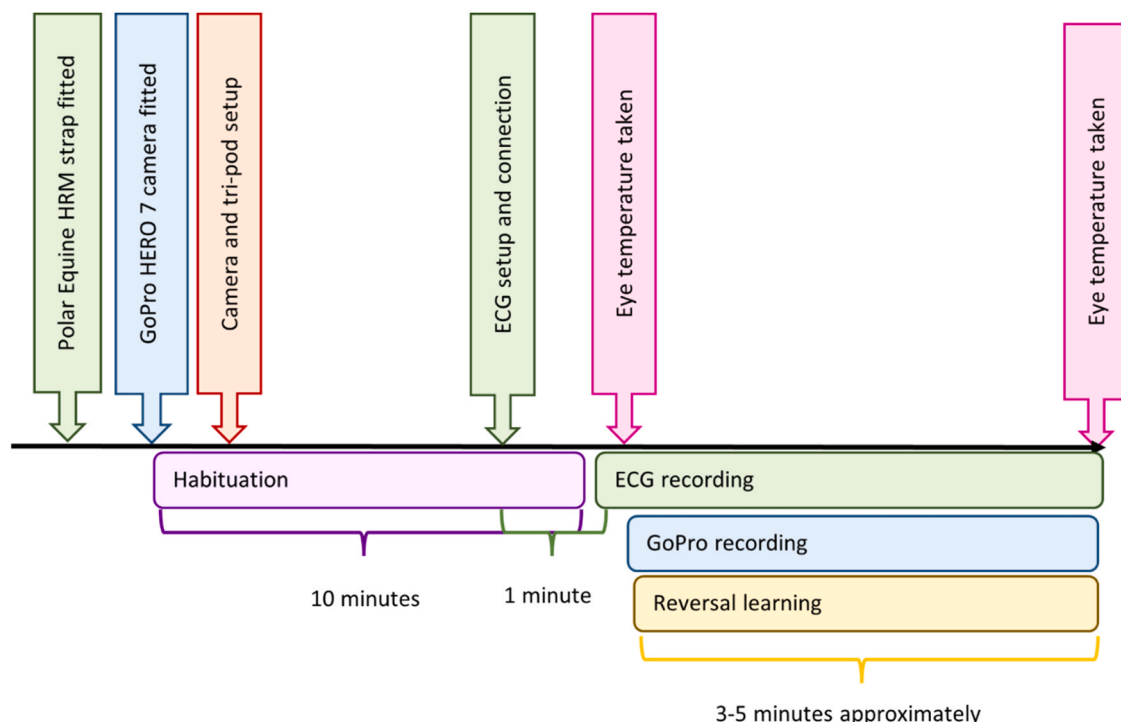 Polar Equine HRM strap fitted
GoPro HERO 7 camera fitted
Camera and tri-pod setup
ECG setup and connection
Eye temperature taken
Eye temperature taken
Habituation
ECG recording
GoPro recording
Reversal learning
10 minutes
1 minute
3-5 minutes approximately